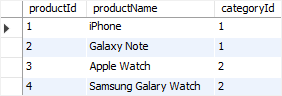 productId productName categoryId
1 iPhone 1
2 Galaxy Note 1
3 Apple Watch 2
4 Samsung Galary Watch 2